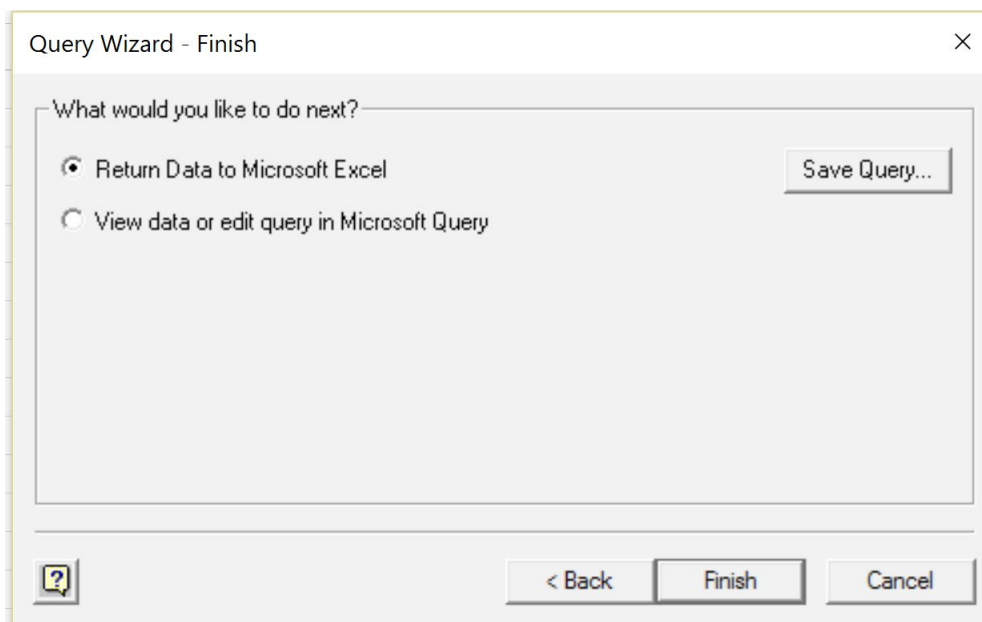 Query Wizard - Finish
What would you like to do next?
Return Data to Microsoft Excel
Save Query...
View data or edit query in Microsoft Query
?
< Back
Finish
Cancel